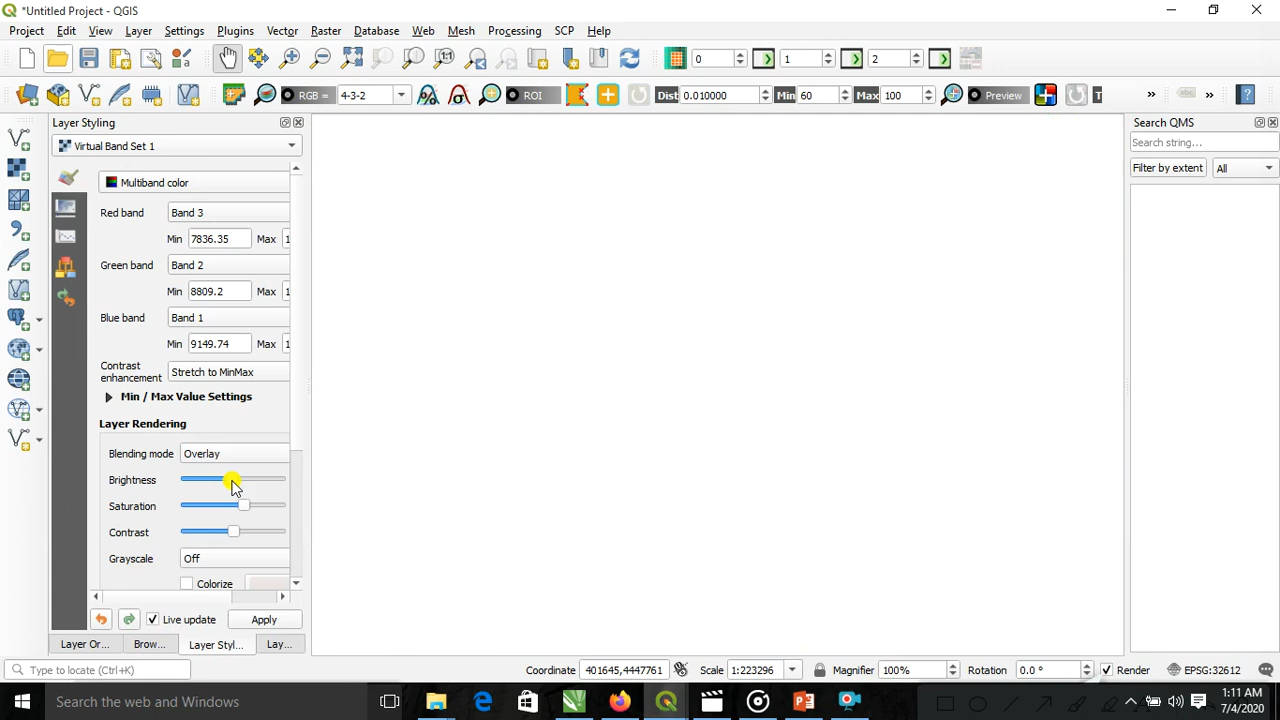 *Untitled Project - QGIS
Project Edit View Layer Settings Plugins Vector Raster Database Web Mesh Processing SCP Help
0 1 2
RGB = 4-3-2 ROI Dist 0.010000 Min 60 Max 100 Preview T
Layer Styling
Search QMS
Virtual Band Set 1
Search string...
Filter by extent All
Multiband color
Red band Band 3
Min 7836.35 Max 1
Green band Band 2
Min 8809.2 Max 1
Blue band Band 1
Min 9149.74 Max 1
Contrast enhancement Stretch to MinMax
Min / Max Value Settings
Layer Rendering
Blending mode Overlay
Brightness
Saturation
Contrast
Grayscale Off
Colorize
Live update Apply
Layer Or... Brow... Layer Styl... Lay...
Type to locate (Ctrl+K) Coordinate 401645,4447761 Scale 1:223296 Magnifier 100% Rotation 0.0 ° Render EPSG:32612
Search the web and Windows
1:11 AM
7/4/2020